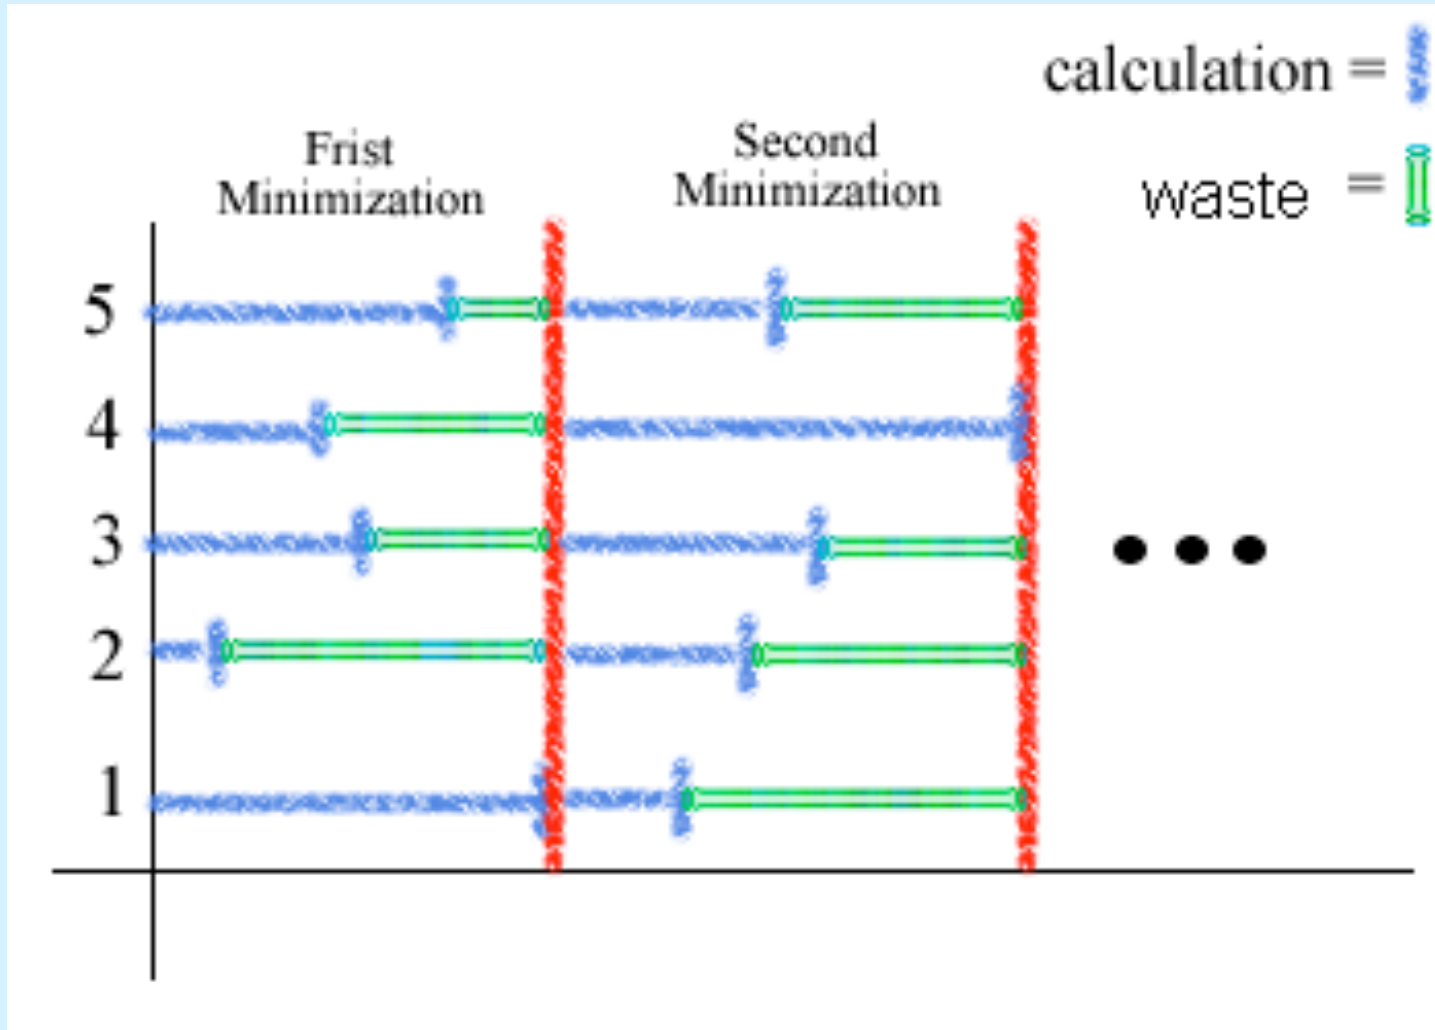 calculation =
waste =
Frist
Minimization
Second
Minimization
5
4
3
2
1